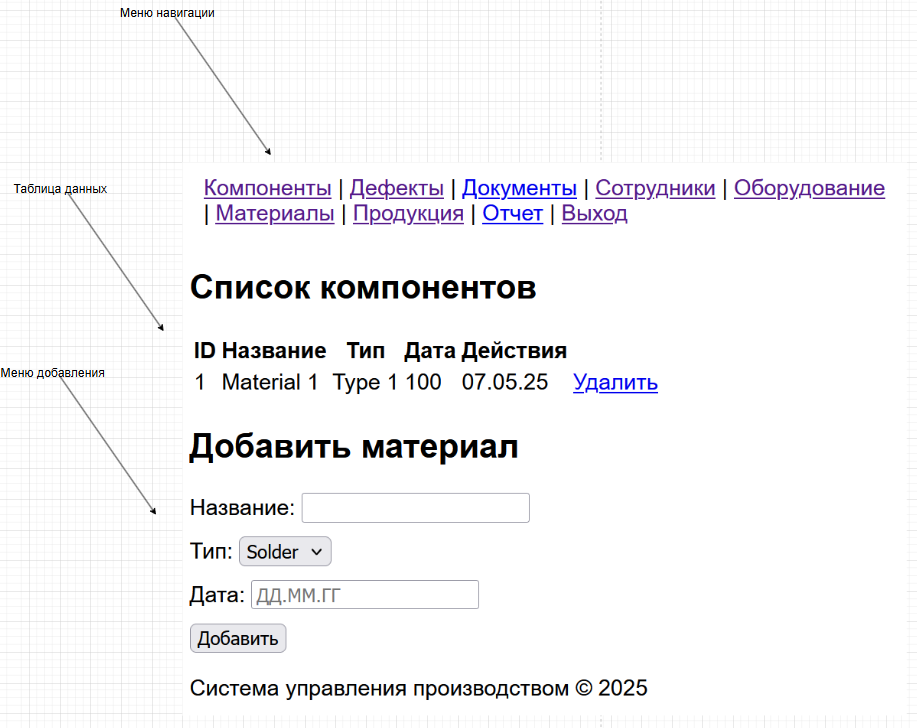 Меню навигации
Таблица данных
Компоненты | Дефекты | Документы | Сотрудники | Оборудование
| Материалы | Продукция | Отчет | Выход
Список компонентов
ID Название Тип Дата Действия
1 Material 1 Type 1 100 07.05.25 Удалить
Меню добавления
Добавить материал
Название:
Тип: Solder
Дата: ДД.ММ.ГГ
Добавить
Система управления производством © 2025